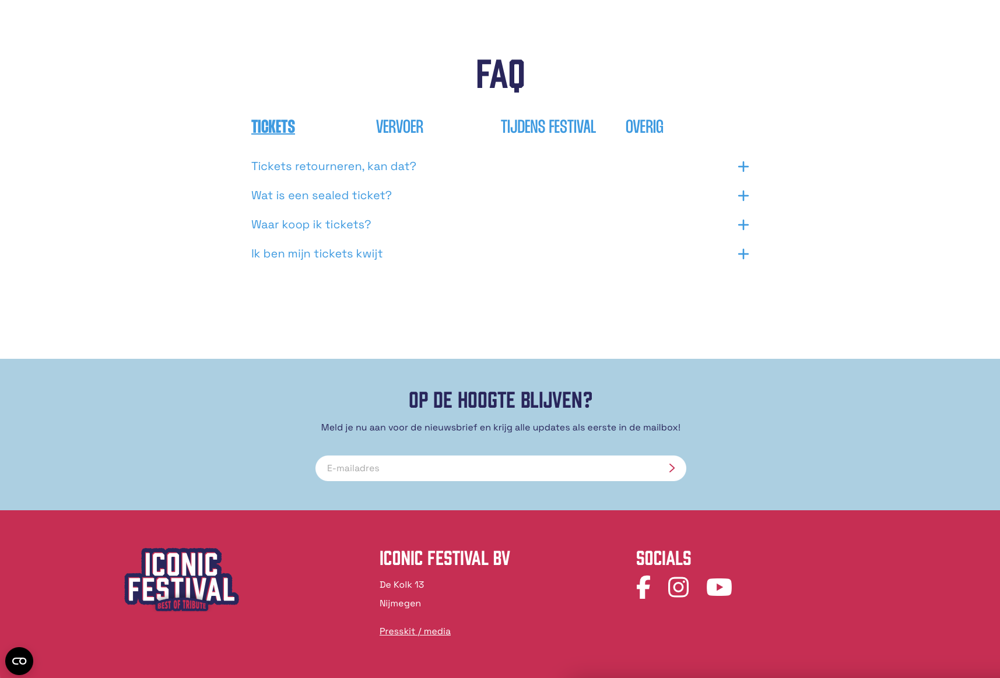 FAQ
TICKETS VERVOER TIJDENS FESTIVAL OVERIG
Tickets retourneren, kan dat?
Wat is een sealed ticket?
Waar koop ik tickets?
Ik ben mijn tickets kwijt
OP DE HOOGTE BLIJVEN?
Meld je nu aan voor de nieuwsbrief en krijg alle updates als eerste in de mailbox!
E-mailadres
ICONIC
FESTIVAL
BEST OF TRIBUTE
ICONIC FESTIVAL BV
De Kolk 13
Nijmegen
Presskit / media
SOCIALS